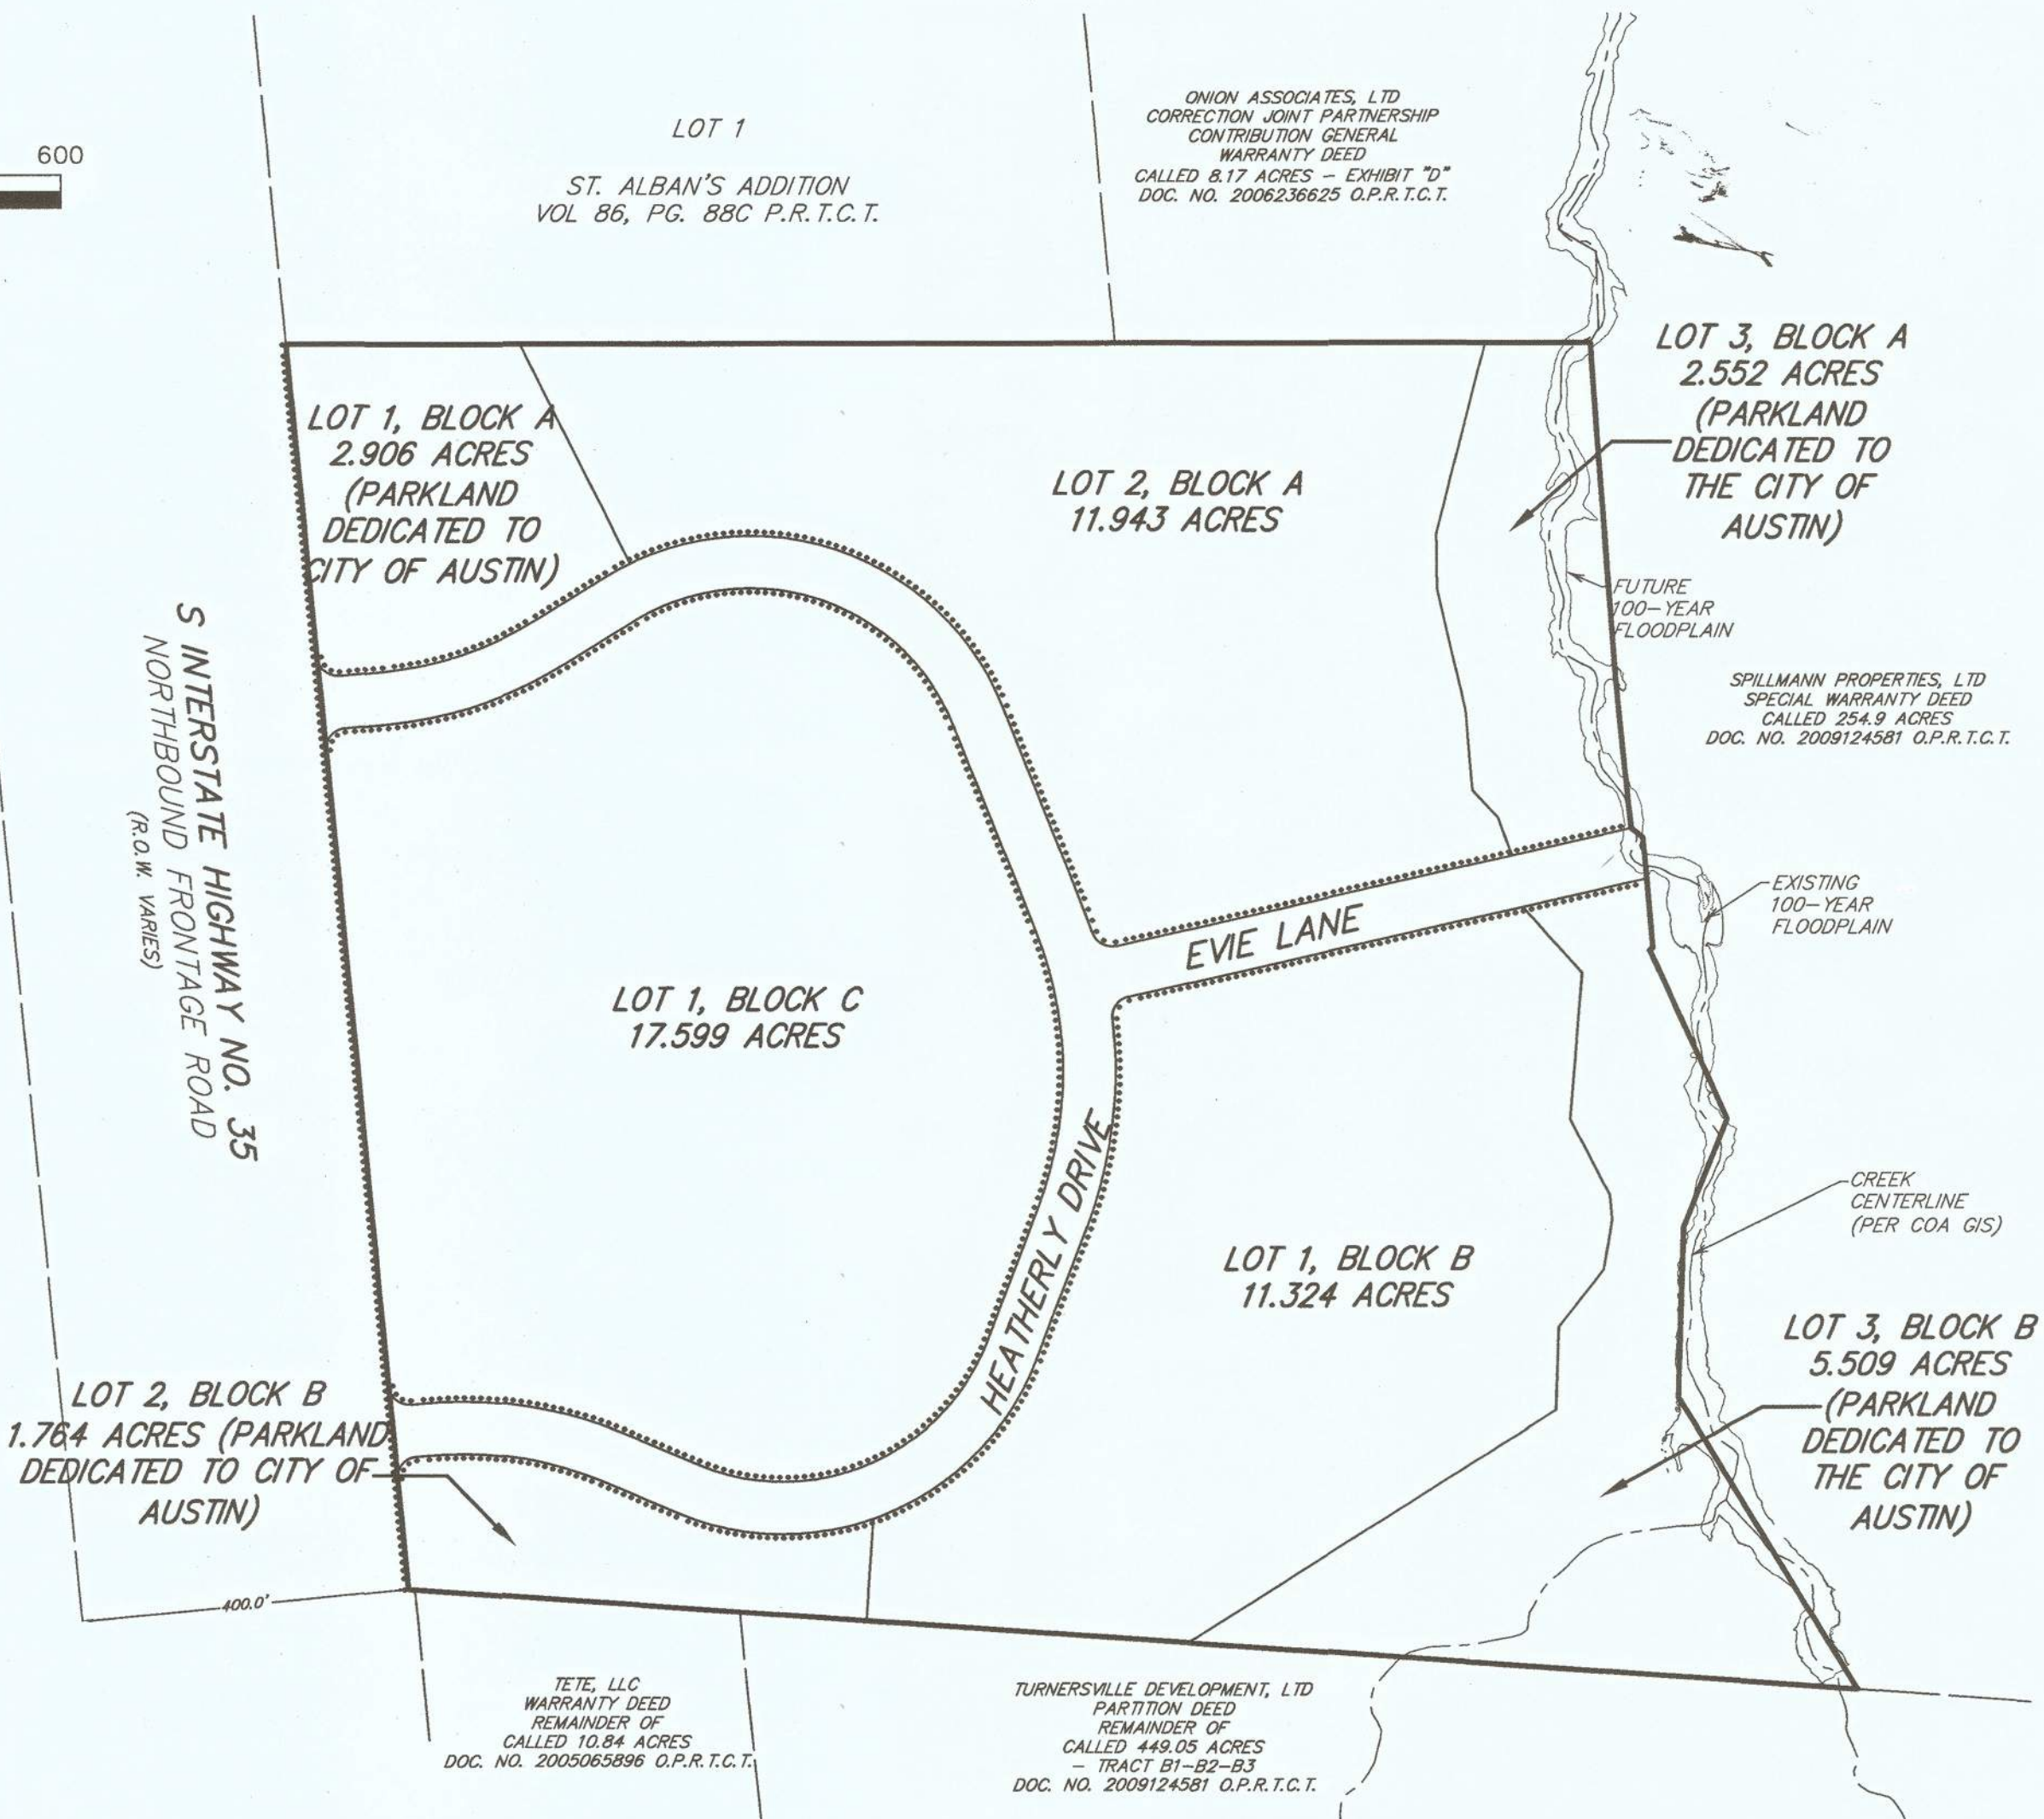 600
LOT 1
ST. ALBAN'S ADDITION
VOL 86, PG. 88C P.R.T.C.T.
ONION ASSOCIATES, LTD
CORRECTION JOINT PARTNERSHIP
CONTRIBUTION GENERAL
WARRANTY DEED
CALLED 8.17 ACRES - EXHIBIT "D"
DOC. NO. 2006236625 O.P.R.T.C.T.
LOT 3, BLOCK A
2.552 ACRES
(PARKLAND
DEDICATED TO
THE CITY OF
AUSTIN)
LOT 1, BLOCK A
2.906 ACRES
(PARKLAND
DEDICATED TO
CITY OF AUSTIN)
LOT 2, BLOCK A
11.943 ACRES
FUTURE
100-YEAR
FLOODPLAIN
SPILLMANN PROPERTIES, LTD
SPECIAL WARRANTY DEED
CALLED 254.9 ACRES
DOC. NO. 2009124581 O.P.R.T.C.T.
S INTERSTATE HIGHWAY NO. 35
NORTHBOUND FRONTAGE ROAD
(R.O.W. VARIES)
EXISTING
100-YEAR
FLOODPLAIN
EVIE LANE
LOT 1, BLOCK C
17.599 ACRES
HEATHERLY DRIVE
CREEK
CENTERLINE
(PER COA GIS)
LOT 1, BLOCK B
11.324 ACRES
LOT 3, BLOCK B
5.509 ACRES
(PARKLAND
DEDICATED TO
THE CITY OF
AUSTIN)
LOT 2, BLOCK B
1.764 ACRES (PARKLAND
DEDICATED TO CITY OF
AUSTIN)
400.0'
TETE, LLC
WARRANTY DEED
REMAINDER OF
CALLED 10.84 ACRES
DOC. NO. 2005065896 O.P.R.T.C.T.
TURNERSVILLE DEVELOPMENT, LTD
PARTITION DEED
REMAINDER OF
CALLED 449.05 ACRES
- TRACT B1-B2-B3
DOC. NO. 2009124581 O.P.R.T.C.T.